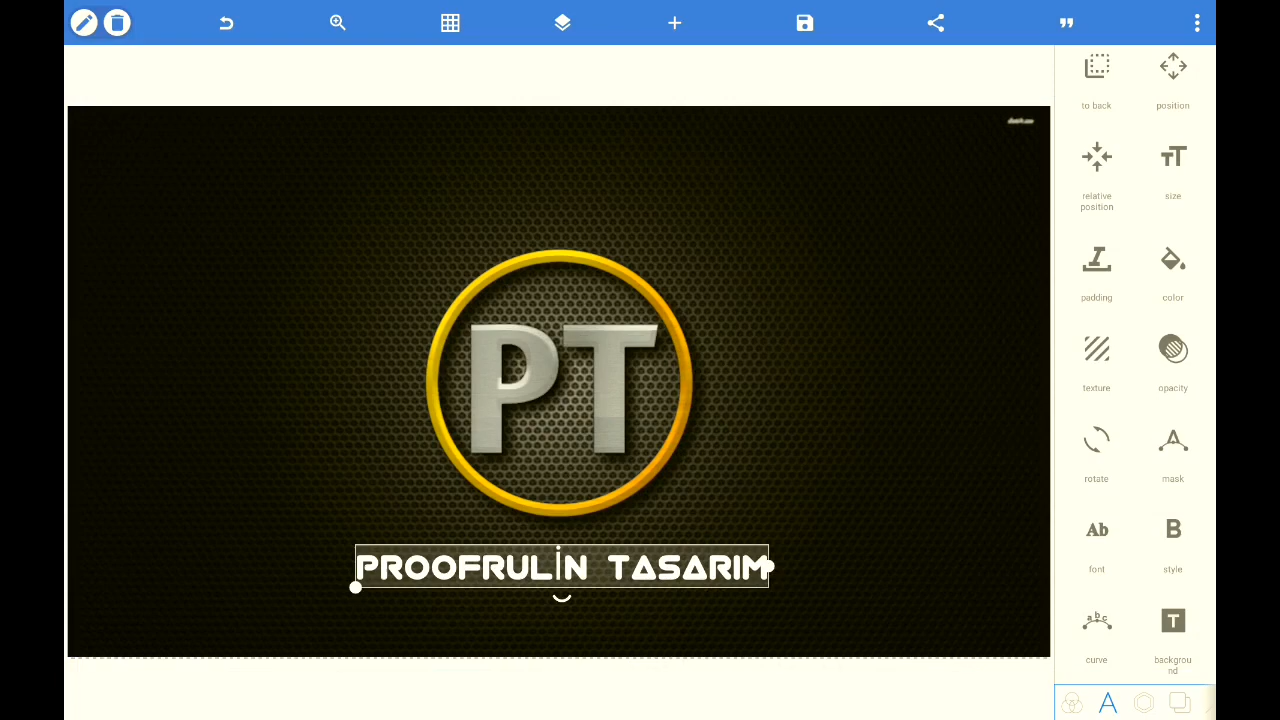 to back
position
relative
position
size
padding
color
texture
opacity
rotate
mask
Ab
font
B
style
a b c
curve
T
backgrou
nd
PT
PROOFRULİN TASARIM